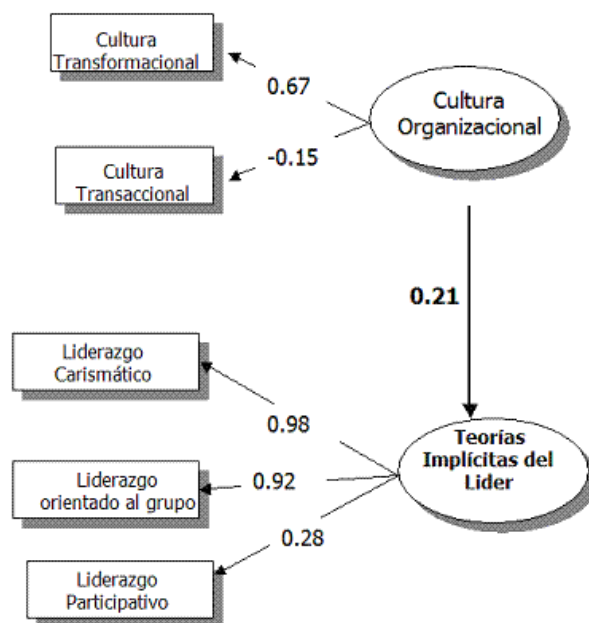 Cultura
Transformacional
0.67
Cultura
Organizacional
-0.15
Cultura
Transaccional
0.21
Liderazgo
Carismático
0.98
Teorías
Implícitas del
Lider
Liderazgo
orientado al grupo
0.92
0.28
Liderazgo
Participativo